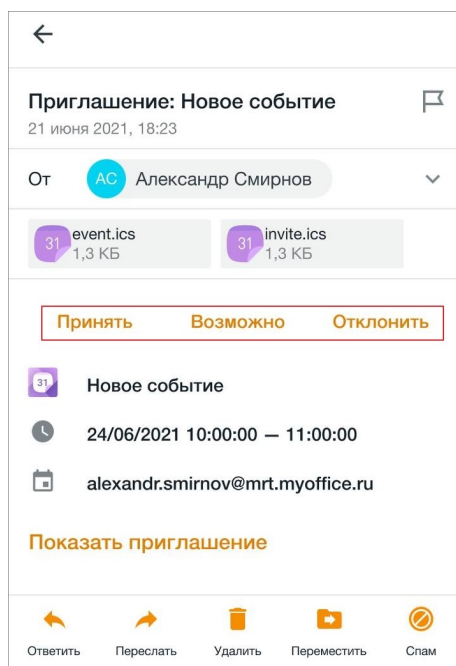 Приглашение: Новое событие
21 июня 2021, 18:23
От АС Александр Смирнов
31 event.ics 31 invite.ics
1,3 КБ 1,3 КБ
Принять Возможно Отклонить
31 Новое событие
24/06/2021 10:00:00 — 11:00:00
alexandr.smirnov@mrt.myoffice.ru
Показать приглашение
Ответить Переслать Удалить Переместить Спам